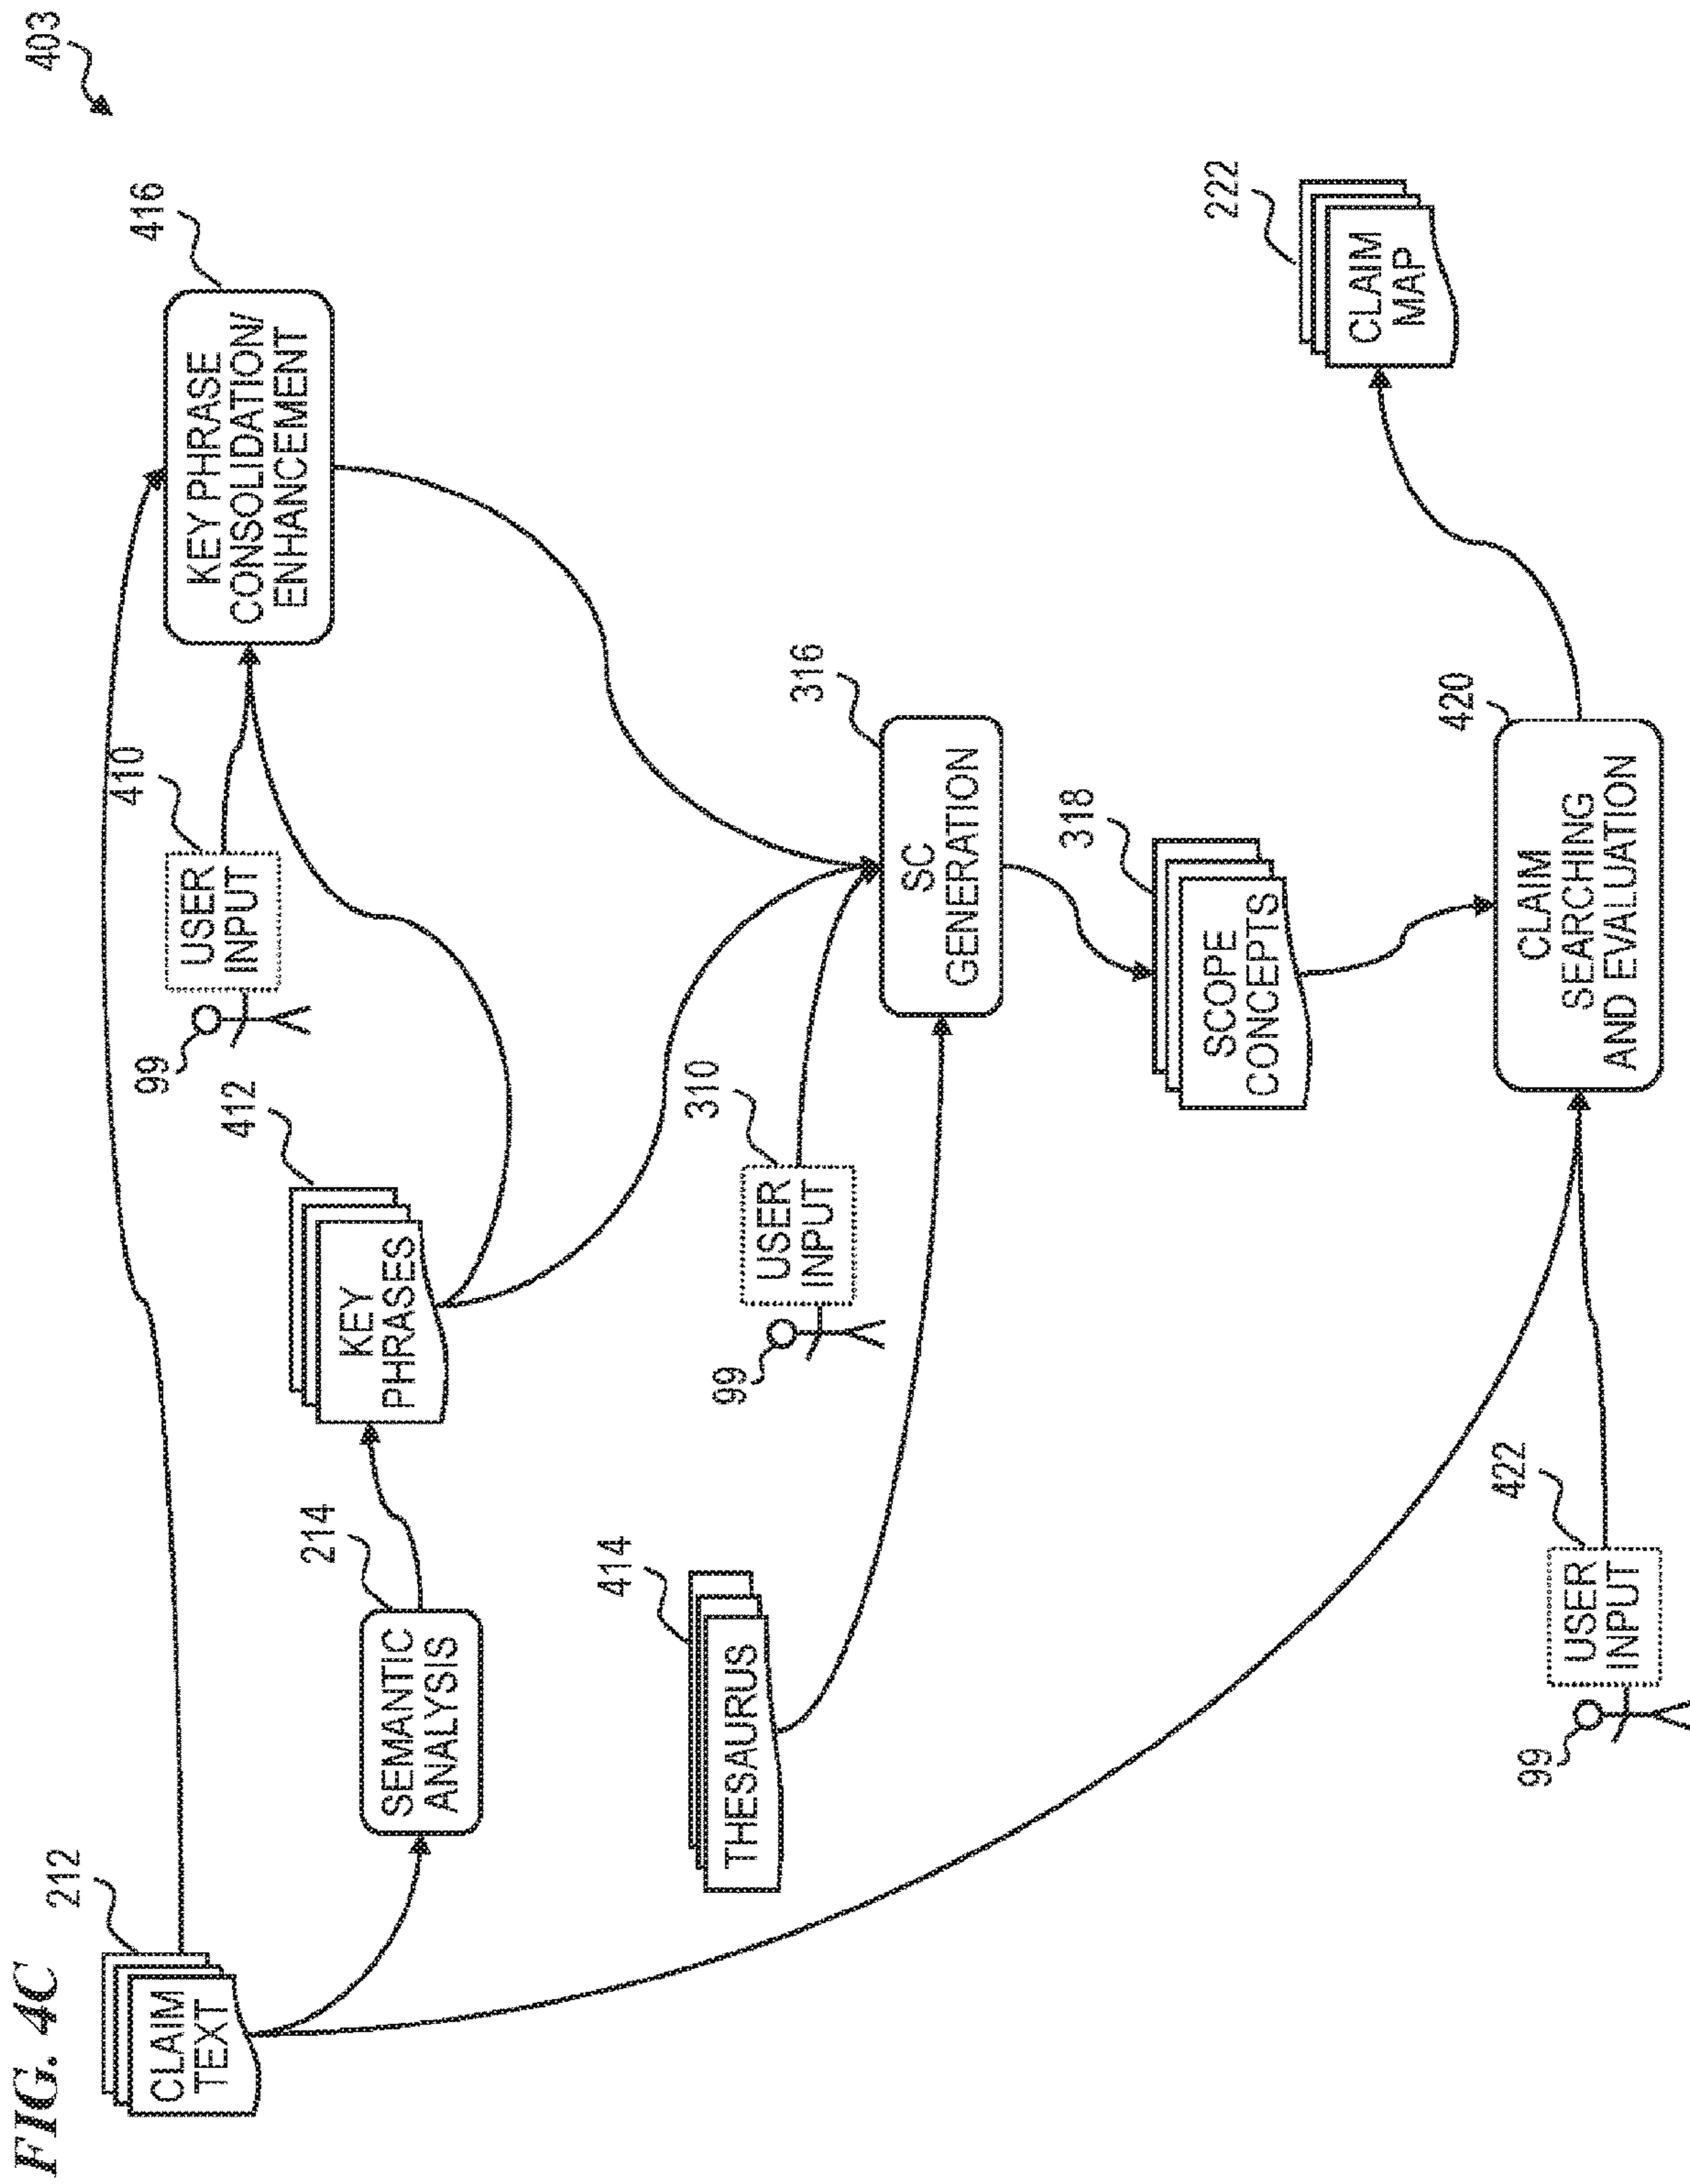 FIG. 4C
403
212
CLAIM
TEXT
416
KEY PHRASE
CONSOLIDATION/
ENHANCEMENT
410
USER
INPUT
99
412
KEY
PHRASES
214
SEMANTIC
ANALYSIS
414
THESAURUS
310
USER
INPUT
99
316
SC
GENERATION
318
SCOPE
CONCEPTS
222
CLAIM
MAP
420
CLAIM
SEARCHING
AND EVALUATION
422
USER
INPUT
99